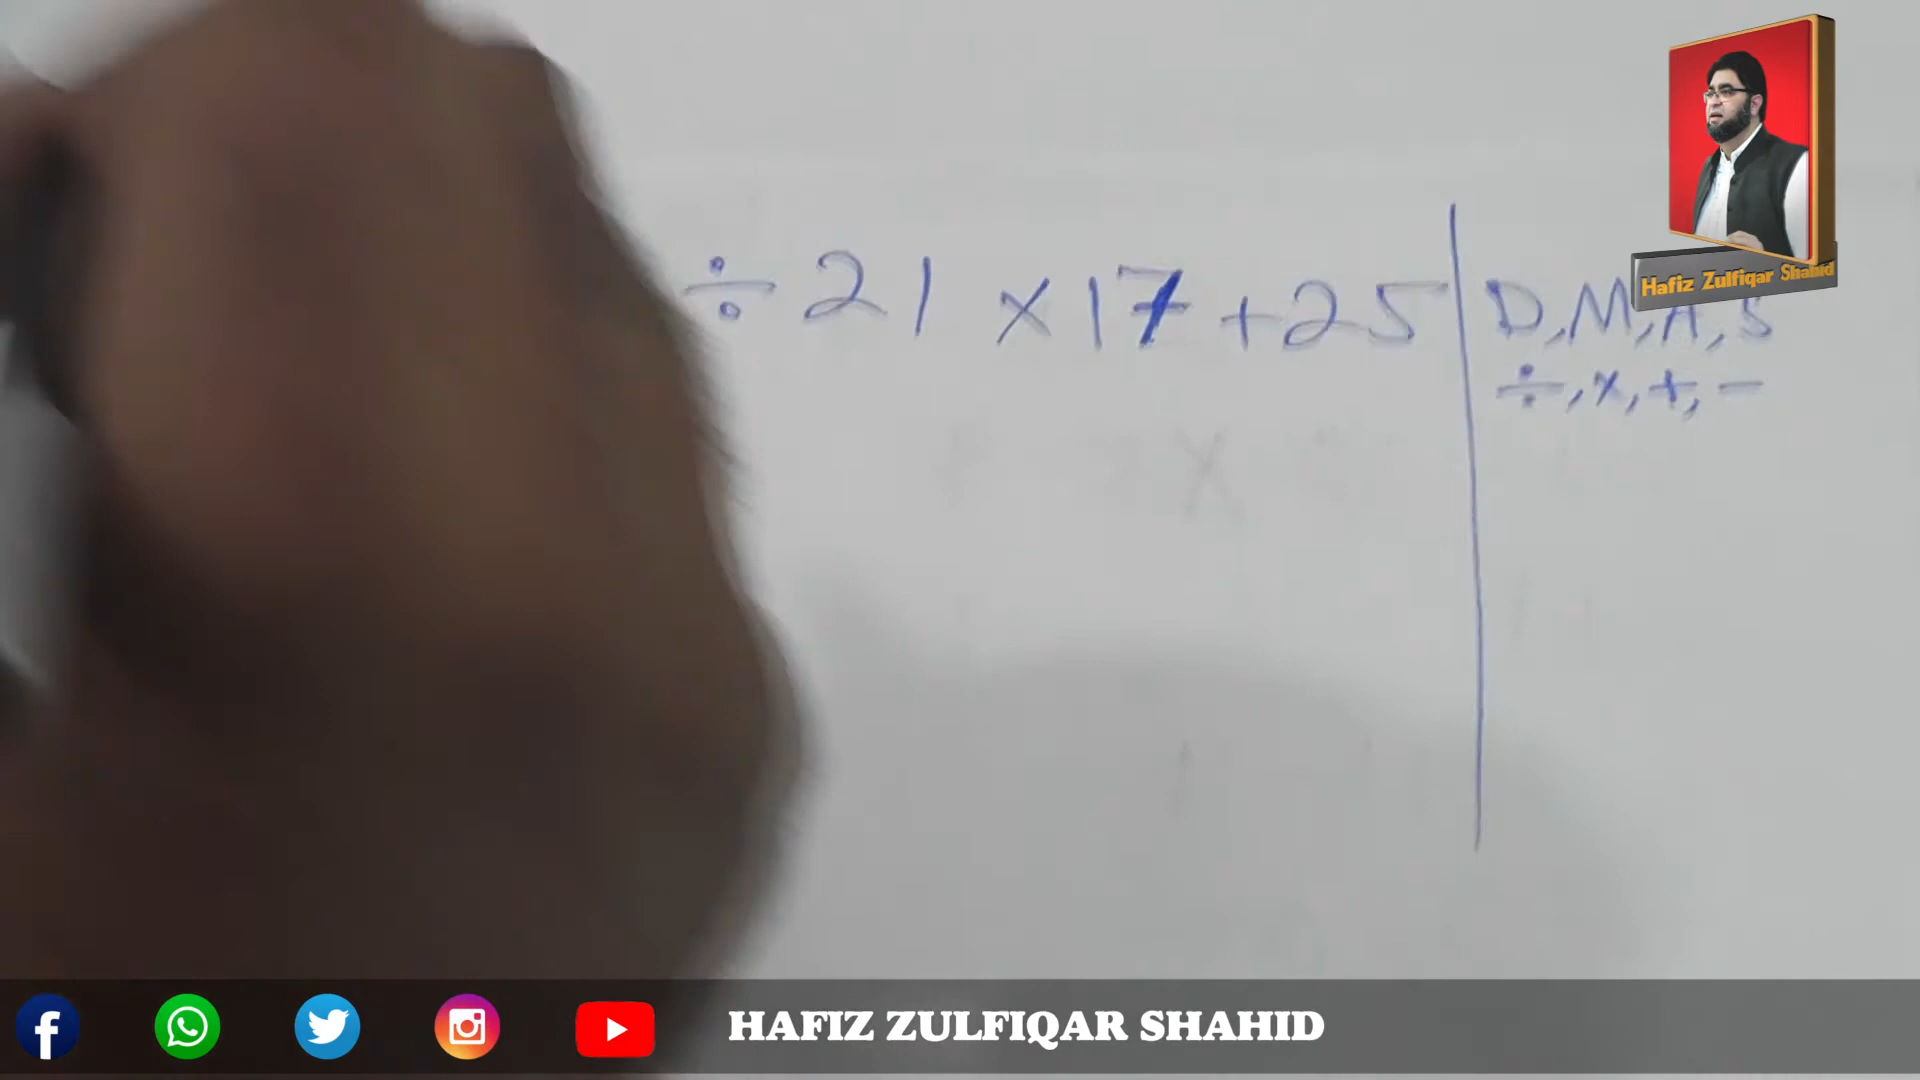 ÷ 21 × 17 + 25 D, M, A, S
÷, ×, +, -
Hafiz Zulfiqar Shahid
HAFIZ ZULFIQAR SHAHID